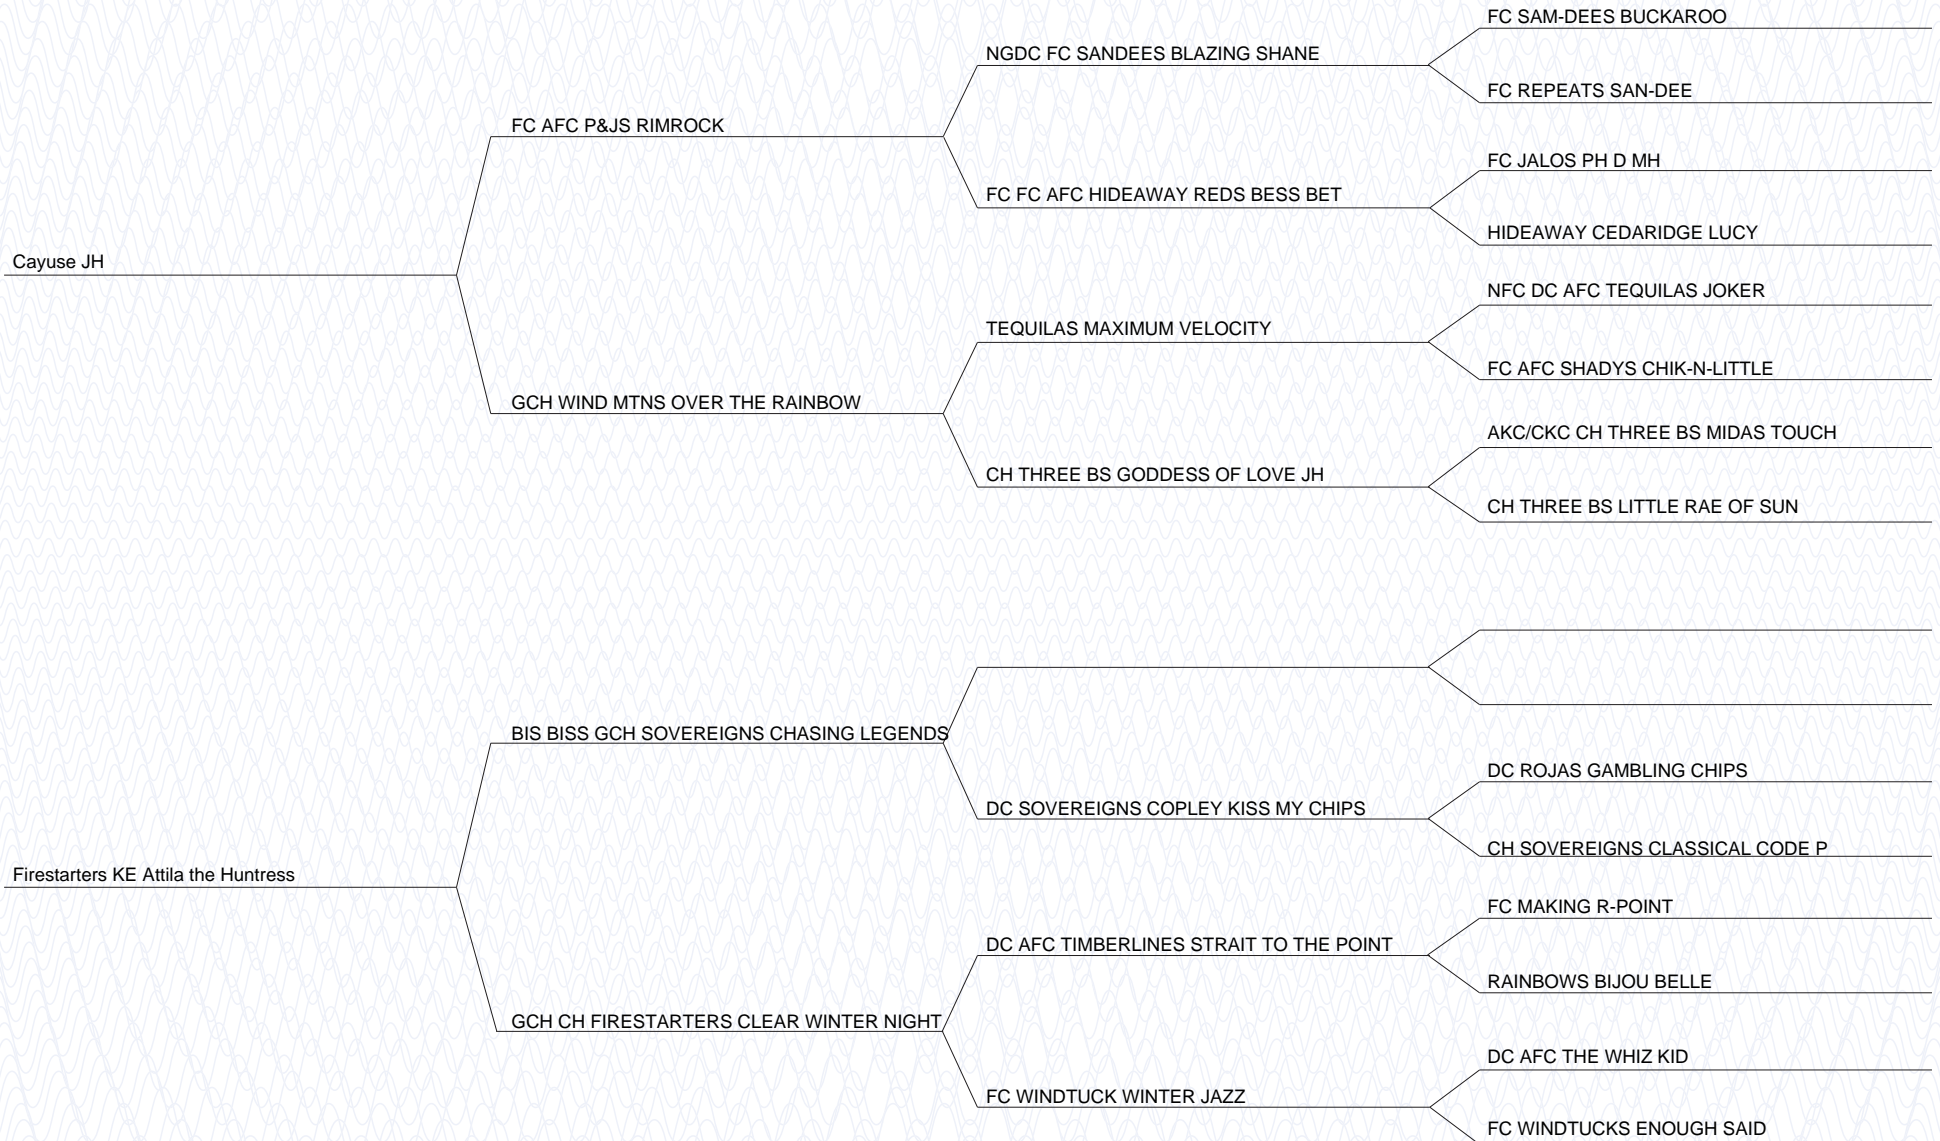 FC SAM-DEES BUCKAROO
NGDC FC SANDEES BLAZING SHANE
FC REPEATS SAN-DEE
FC AFC P&JS RIMROCK
FC JALOS PH D MH
FC FC AFC HIDEAWAY REDS BESS BET
HIDEAWAY CEDARIDGE LUCY
Cayuse JH
NFC DC AFC TEQUILAS JOKER
TEQUILAS MAXIMUM VELOCITY
FC AFC SHADYS CHIK-N-LITTLE
GCH WIND MTNS OVER THE RAINBOW
AKC/CKC CH THREE BS MIDAS TOUCH
CH THREE BS GODDESS OF LOVE JH
CH THREE BS LITTLE RAE OF SUN
BIS BISS GCH SOVEREIGNS CHASING LEGENDS
DC ROJAS GAMBLING CHIPS
DC SOVEREIGNS COPLEY KISS MY CHIPS
CH SOVEREIGNS CLASSICAL CODE P
Firestarters KE Attila the Huntress
FC MAKING R-POINT
DC AFC TIMBERLINES STRAIT TO THE POINT
RAINBOWS BIJOU BELLE
GCH CH FIRESTARTERS CLEAR WINTER NIGHT
DC AFC THE WHIZ KID
FC WINDTUCK WINTER JAZZ
FC WINDTUCKS ENOUGH SAID